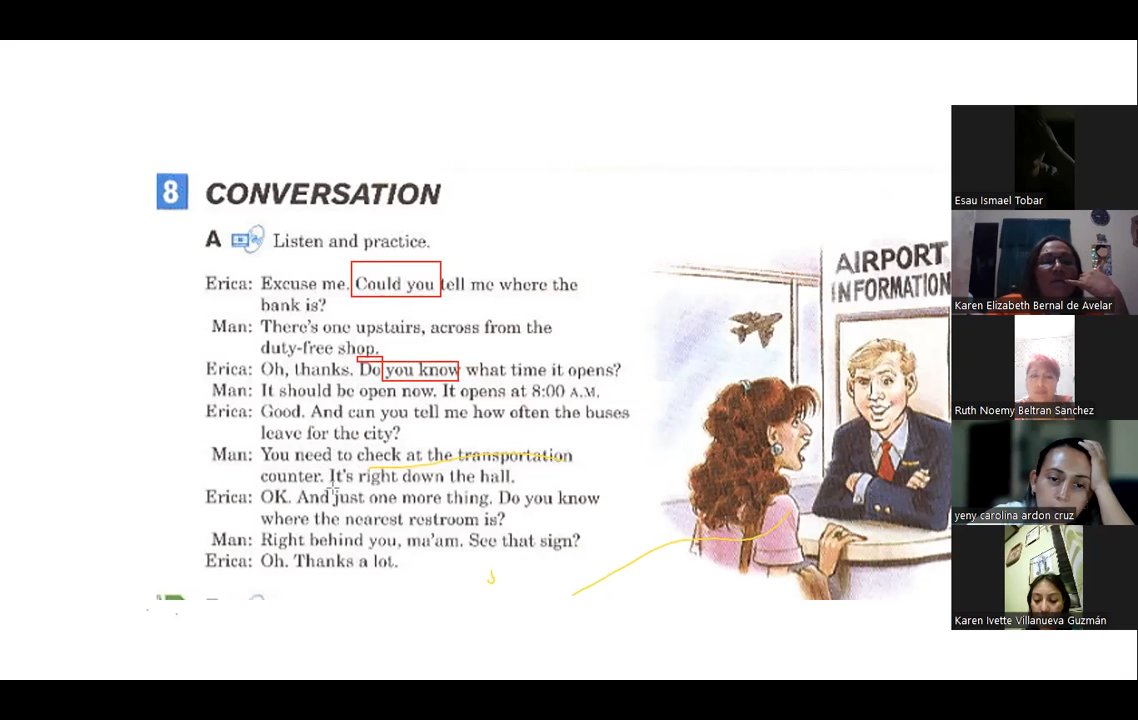 8 CONVERSATION
A Listen and practice.
Erica: Excuse me. Could you tell me where the
bank is?
Man: There's one upstairs, across from the
duty-free shop.
Erica: Oh, thanks. Do you know what time it opens?
Man: It should be open now. It opens at 8:00 A.M.
Erica: Good. And can you tell me how often the buses
leave for the city?
Man: You need to check at the transportation
counter. It's right down the hall.
Erica: OK. And just one more thing. Do you know
where the nearest restroom is?
Man: Right behind you, ma'am. See that sign?
Erica: Oh. Thanks a lot.
AIRPORT
INFORMATION
Esau Ismael Tobar
Karen Elizabeth Bernal de Avelar
Ruth Noemy Beltran Sanchez
yeny carolina ardon cruz
Karen Ivette Villanueva Guzmán